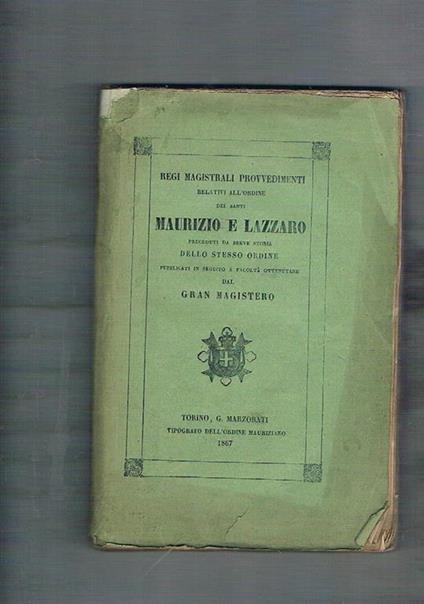 REGI MAGISTRALI PROVVEDIMENTI
RELATIVI ALL'ORDINE
DEI SANTI
MAURIZIO E LAZZARO
PRECEDUTI DA BREVE STORIA
DELLO STESSO ORDINE
PUBBLICATI IN SEGUITO A FACOLTÀ OTTENUTANE
DAL
GRAN MAGISTERO
TORINO, G. MARZORATI
TIPOGRAFO DELL'ORDINE MAURIZIANO
1867